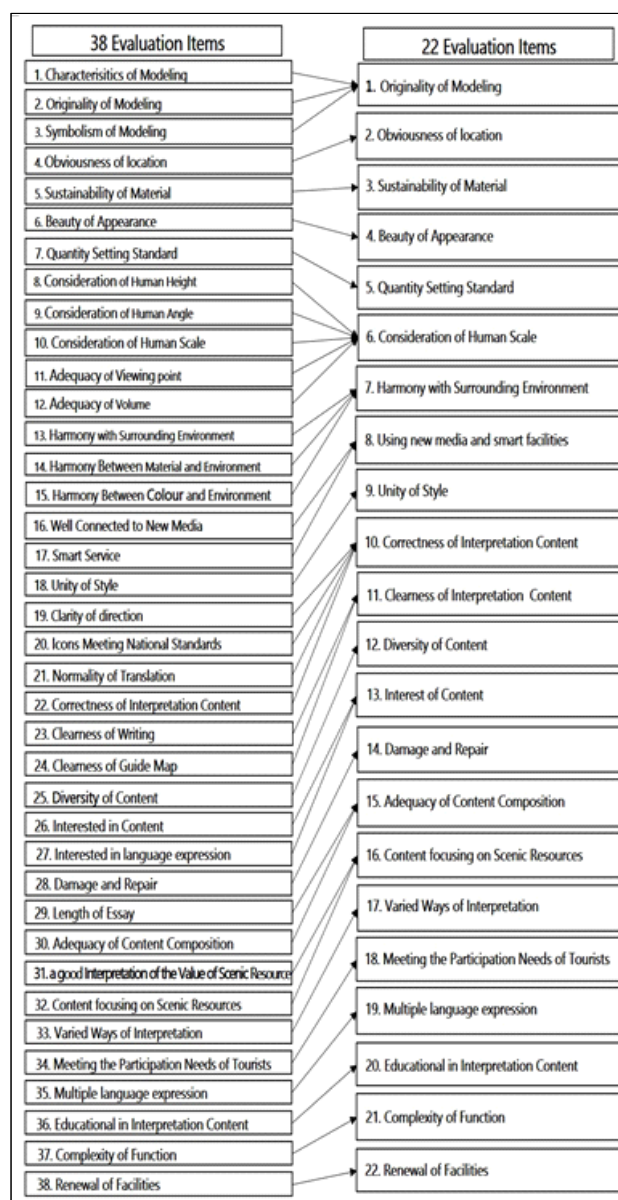 38 Evaluation Items
1. Characterisitics of Modeling
2. Originality of Modeling
3. Symbolism of Modeling
4. Obviousness of location
5. Sustainability of Material
6. Beauty of Appearance
7. Quantity Setting Standard
8. Consideration of Human Height
9. Consideration of Human Angle
10. Consideration of Human Scale
11. Adequacy of Viewing point
12. Adequacy of Volume
13. Harmony with Surrounding Environment
14. Harmony Between Material and Environment
15. Harmony Between Colour and Environment
16. Well Connected to New Media
17. Smart Service
18. Unity of Style
19. Clarity of direction
20. Icons Meeting National Standards
21. Normality of Translation
22. Correctness of Interpretation Content
23. Clearness of Writing
24. Clearness of Guide Map
25. Diversity of Content
26. Interested in Content
27. Interested in language expression
28. Damage and Repair
29. Length of Essay
30. Adequacy of Content Composition
31. a good Interpretation of the Value of Scenic Resource
32. Content focusing on Scenic Resources
33. Varied Ways of Interpretation
34. Meeting the Participation Needs of Tourists
35. Multiple language expression
36. Educational in Interpretation Content
37. Complexity of Function
38. Renewal of Facilities
22 Evaluation Items
1. Originality of Modeling
2. Obviousness of location
3. Sustainability of Material
4. Beauty of Appearance
5. Quantity Setting Standard
6. Consideration of Human Scale
7. Harmony with Surrounding Environment
8. Using new media and smart facilities
9. Unity of Style
10. Correctness of Interpretation Content
11. Clearness of Interpretation Content
12. Diversity of Content
13. Interest of Content
14. Damage and Repair
15. Adequacy of Content Composition
16. Content focusing on Scenic Resources
17. Varied Ways of Interpretation
18. Meeting the Participation Needs of Tourists
19. Multiple language expression
20. Educational in Interpretation Content
21. Complexity of Function
22. Renewal of Facilities